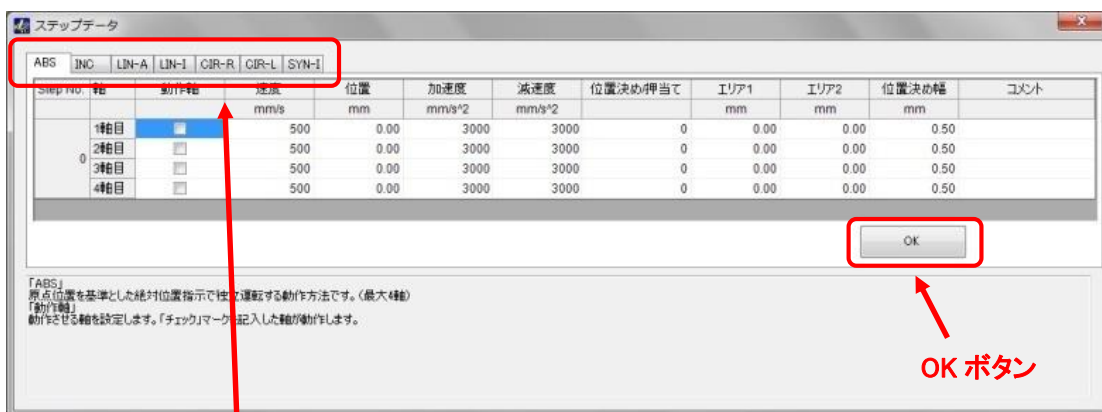 ステップデータ
ABS INC LIN-A LIN-I CIR-R CIR-L SYN-I
Step No. 軸 動作軸 速度 位置 加速度 減速度 位置決め/押当て エリア1 エリア2 位置決め幅 コメント
mm/s mm mm/s^2 mm/s^2 mm mm mm
1軸目 500 0.00 3000 3000 0 0.00 0.00 0.50
2軸目 500 0.00 3000 3000 0 0.00 0.00 0.50
0
3軸目 500 0.00 3000 3000 0 0.00 0.00 0.50
4軸目 500 0.00 3000 3000 0 0.00 0.00 0.50
OK
「ABS」
原点位置を基準とした絶対位置指示で独立運転する動作方法です。(最大4軸)
「動作軸」
動作させる軸を設定します。「チェック」マークを記入した軸が動作します。
OK ボタン